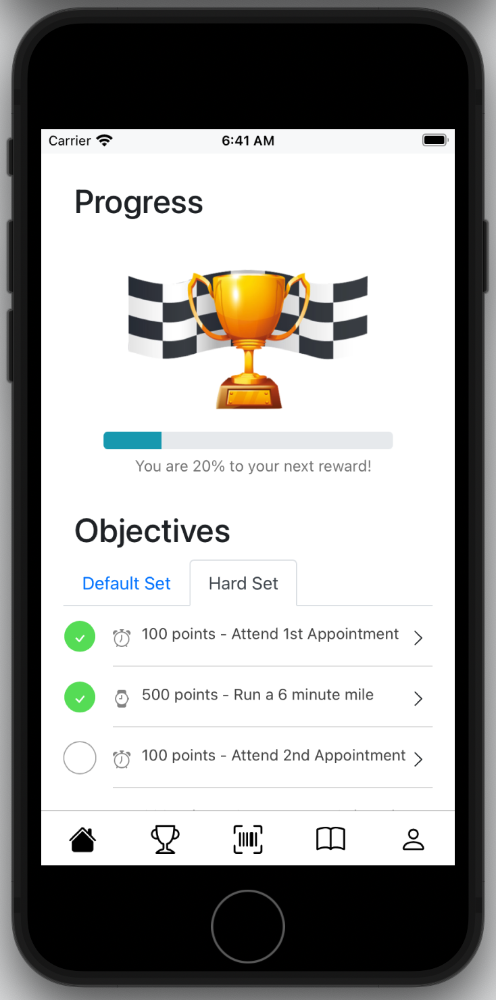 Carrier 6:41 AM
Progress
You are 20% to your next reward!
Objectives
Default Set Hard Set
100 points - Attend 1st Appointment
500 points - Run a 6 minute mile
100 points - Attend 2nd Appointment